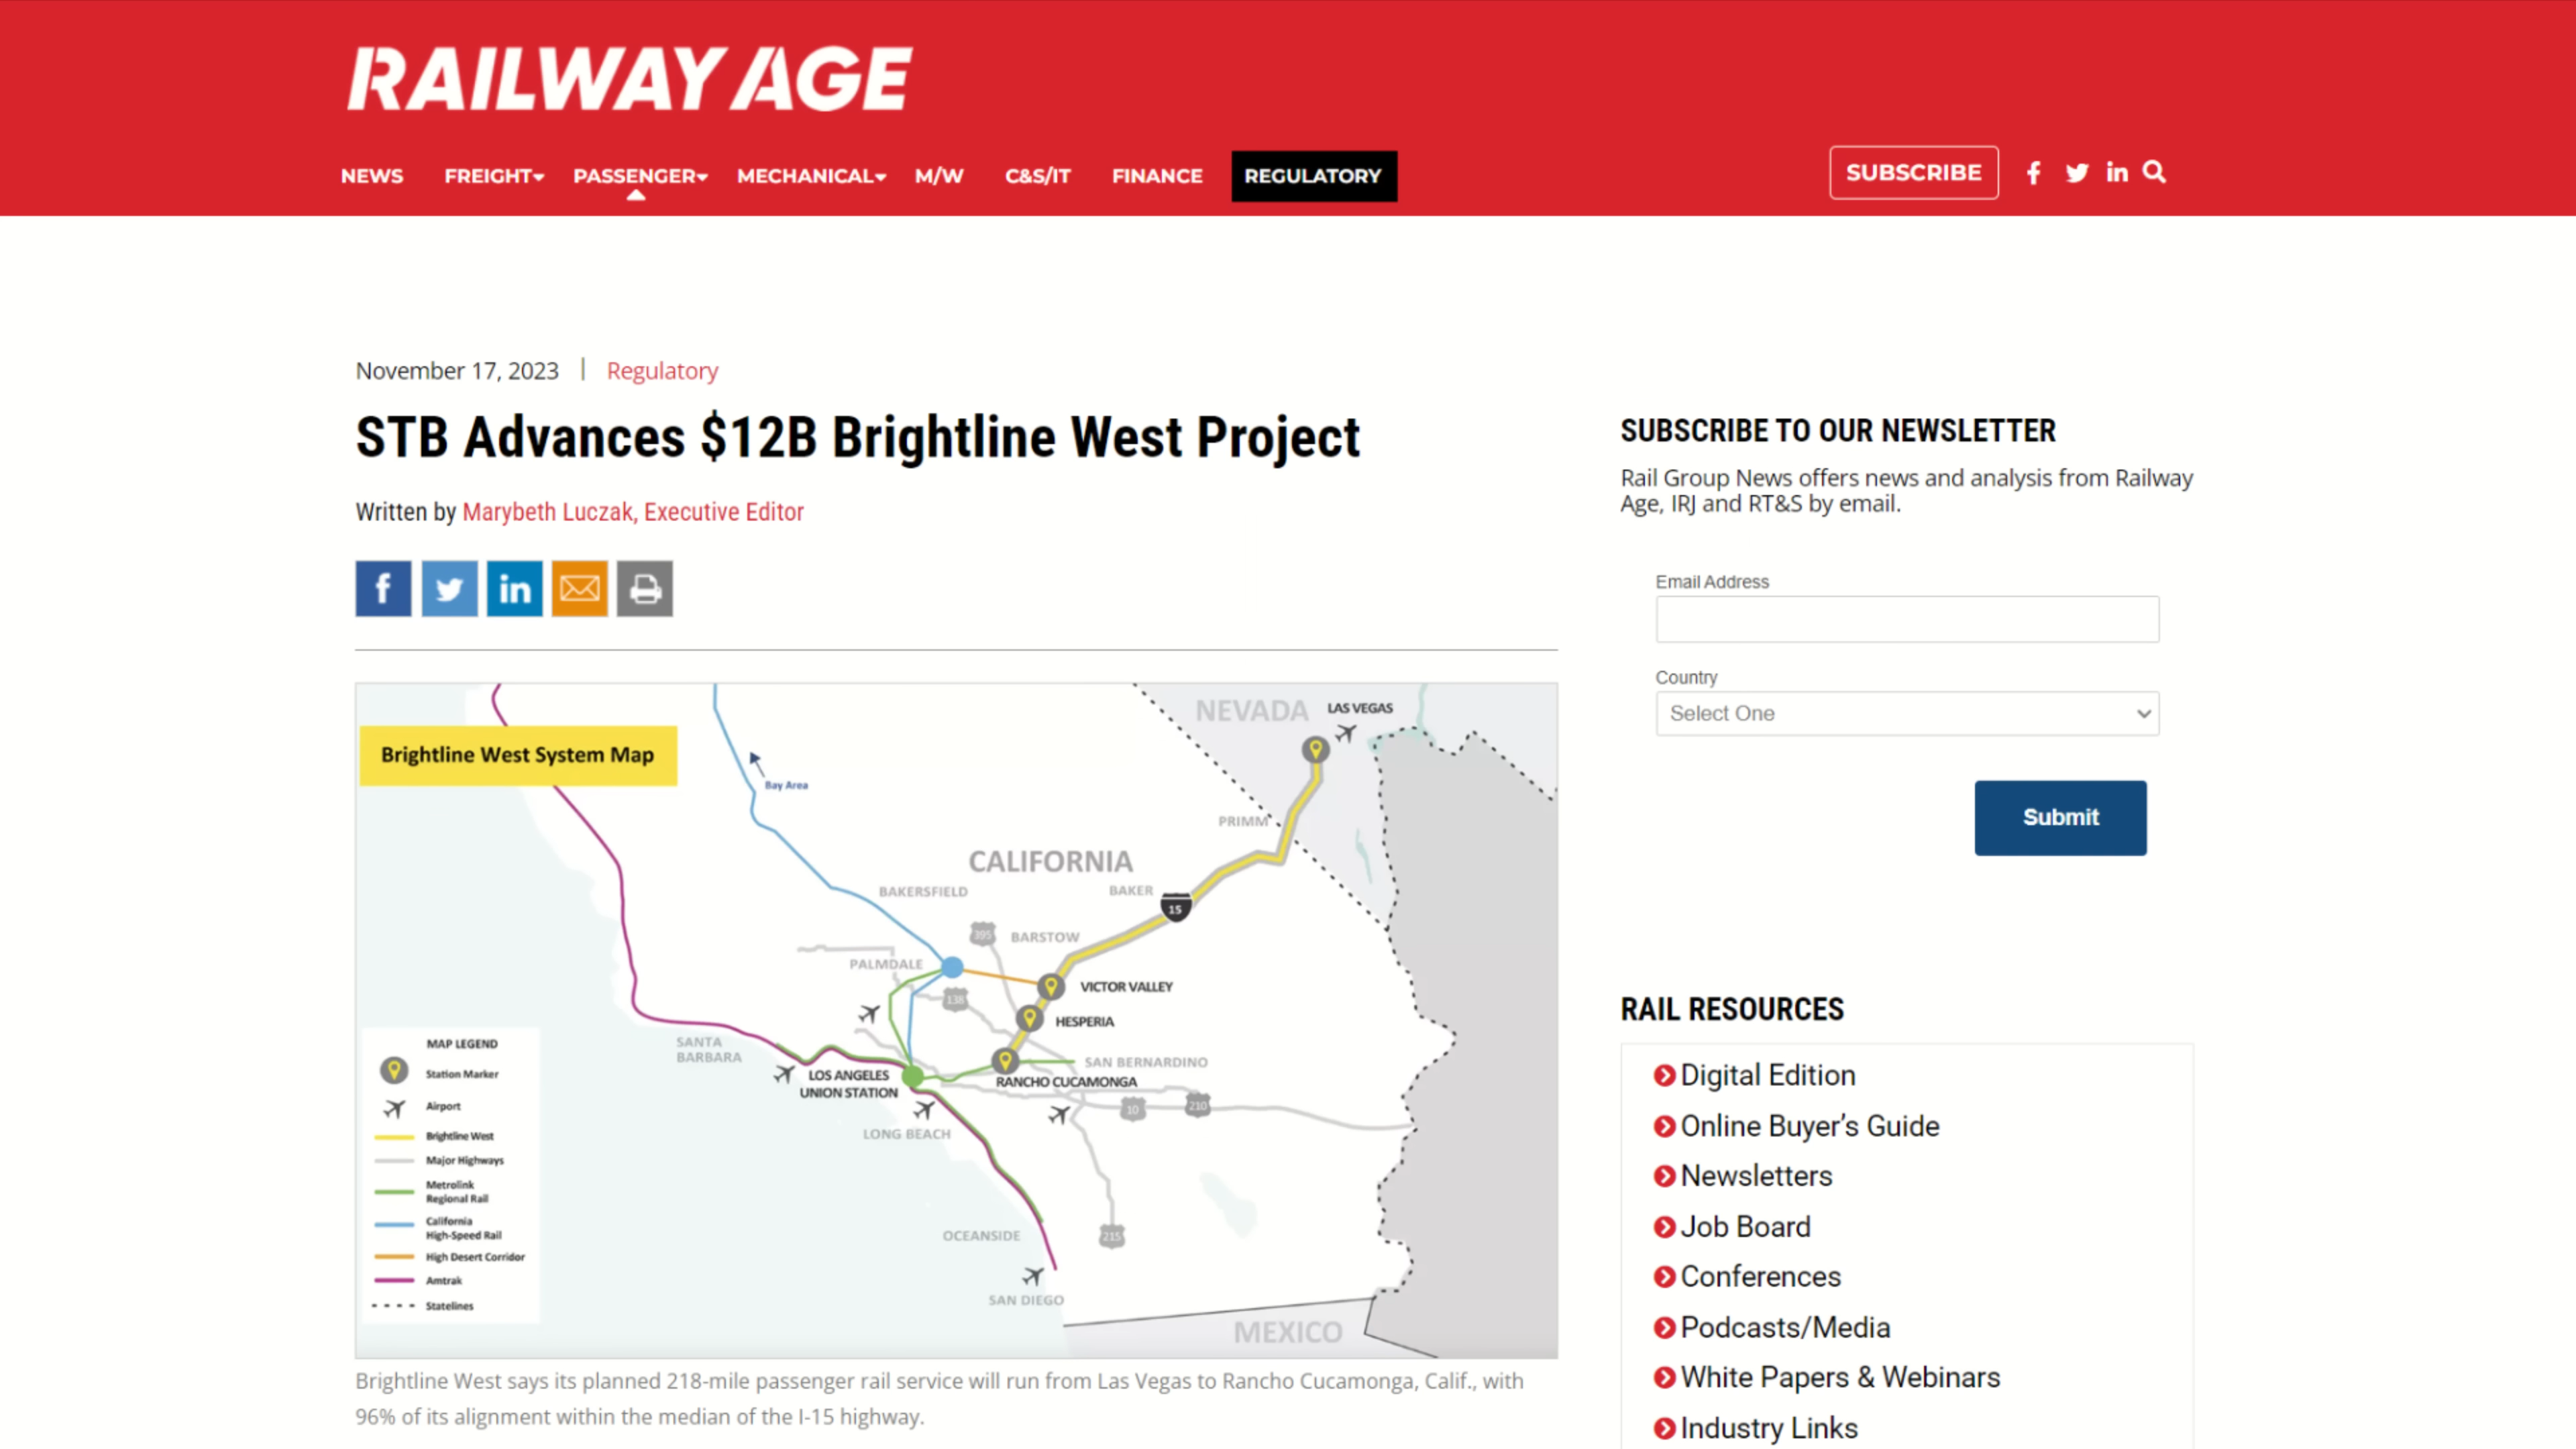 RAILWAY AGE
NEWS FREIGHT PASSENGER MECHANICAL M/W C&S/IT FINANCE REGULATORY
SUBSCRIBE
November 17, 2023 | Regulatory
STB Advances $12B Brightline West Project
Written by Marybeth Luczak, Executive Editor
Brightline West System Map
Bay Area
NEVADA
LAS VEGAS
PRIMM
CALIFORNIA
BAKERSFIELD
BAKER
15
395
BARSTOW
PALMDALE
138
VICTOR VALLEY
HESPERIA
SANTA
BARBARA
SAN BERNARDINO
LOS ANGELES
UNION STATION
RANCHO CUCAMONGA
10
210
LONG BEACH
OCEANSIDE
215
SAN DIEGO
MEXICO
MAP LEGEND
Station Marker
Airport
Brightline West
Major Highways
Metrolink
Regional Rail
California
High-Speed Rail
High Desert Corridor
Amtrak
Statelines
Brightline West says its planned 218-mile passenger rail service will run from Las Vegas to Rancho Cucamonga, Calif., with
96% of its alignment within the median of the I-15 highway.
SUBSCRIBE TO OUR NEWSLETTER
Rail Group News offers news and analysis from Railway
Age, IRJ and RT&S by email.
Email Address
Country
Select One
Submit
RAIL RESOURCES
Digital Edition
Online Buyer's Guide
Newsletters
Job Board
Conferences
Podcasts/Media
White Papers & Webinars
Industry Links